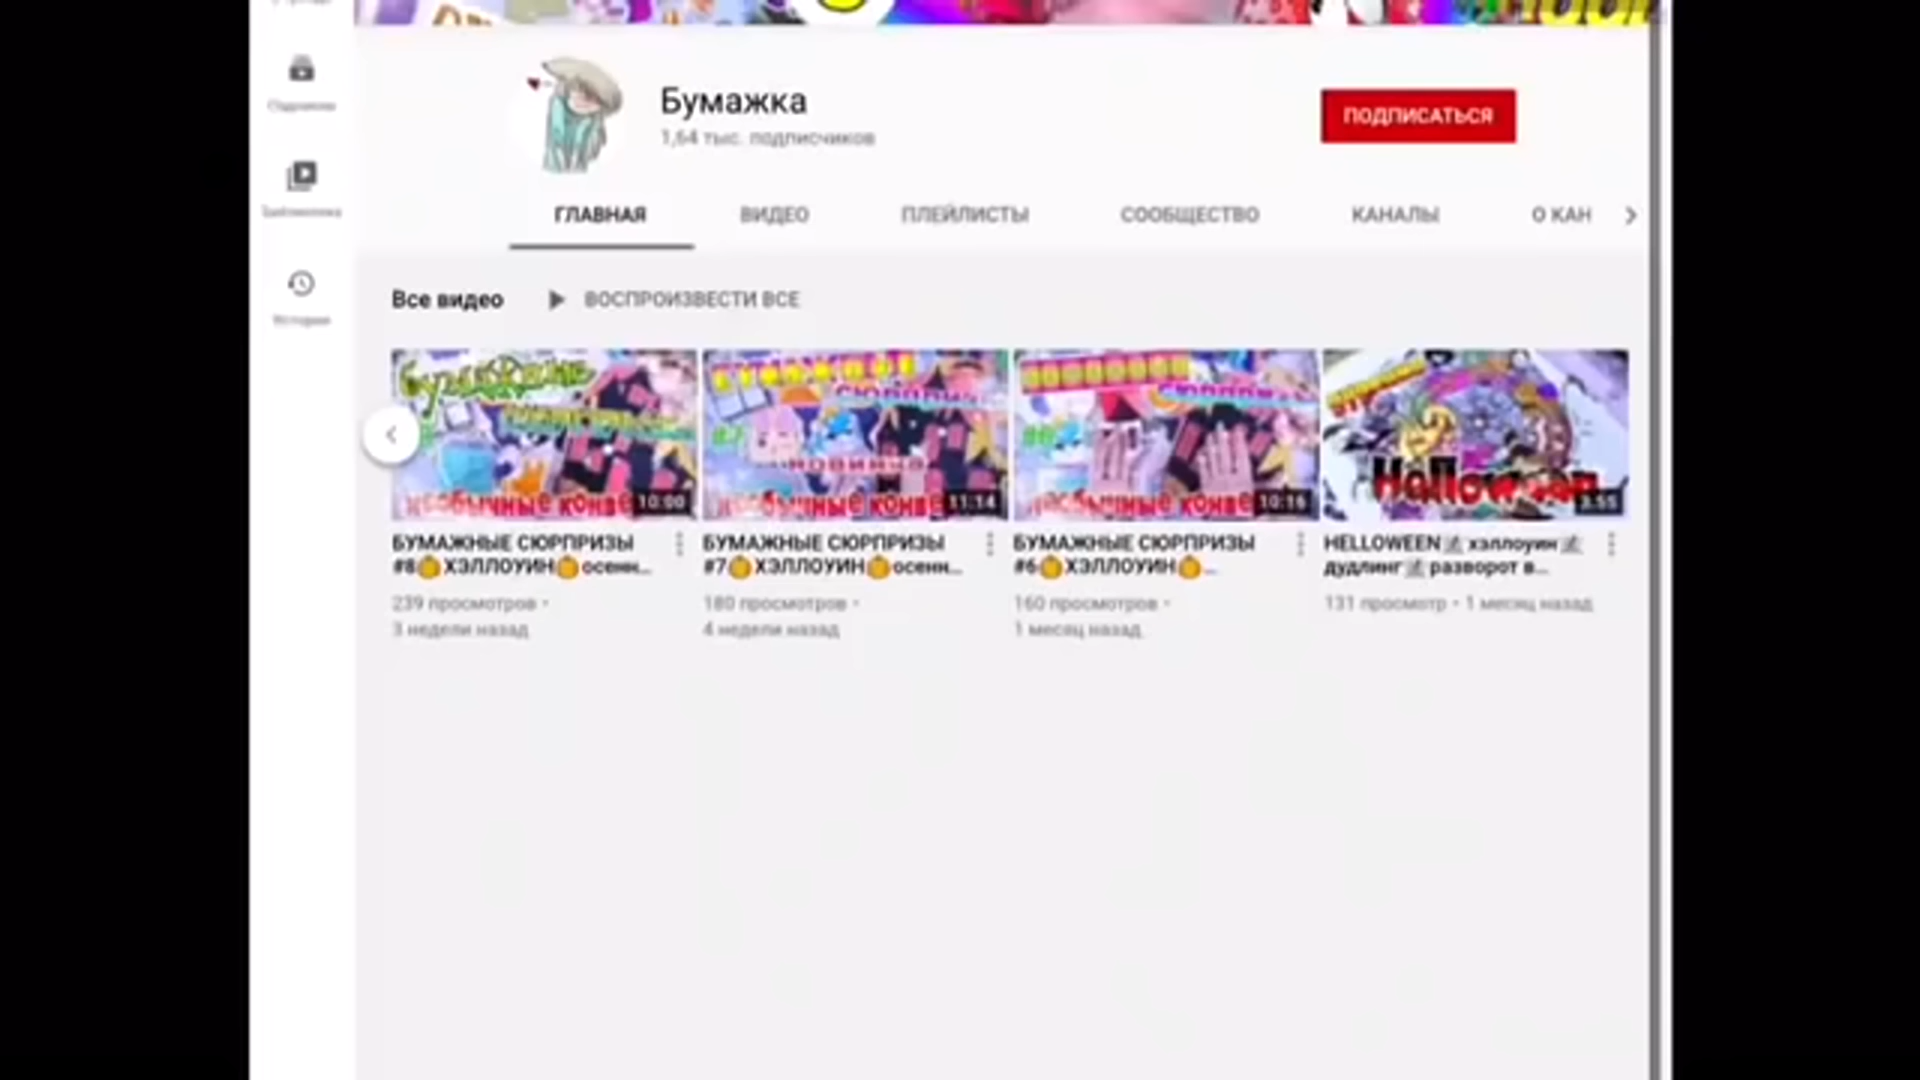 Бумажка
1,64 тыс. подписчиков
ПОДПИСАТЬСЯ
Библиотека
История
ГЛАВНАЯ ВИДЕО ПЛЕЙЛИСТЫ СООБЩЕСТВО КАНАЛЫ О КАН
Все видео ВОСПРОИЗВЕСТИ ВСЕ
10:00
11:14
10:16
Helloween
3:55
БУМАЖНЫЕ СЮРПРИЗЫ
#8🎃ХЭЛЛОУИН🎃осенн...
239 просмотров •
3 недели назад
БУМАЖНЫЕ СЮРПРИЗЫ
#7🎃ХЭЛЛОУИН🎃осенн...
180 просмотров •
4 недели назад
БУМАЖНЫЕ СЮРПРИЗЫ
#6🎃ХЭЛЛОУИН🎃...
160 просмотров •
1 месяц назад
HELLOWEEN хэллоуин
дудлинг разворот в...
131 просмотр • 1 месяц назад